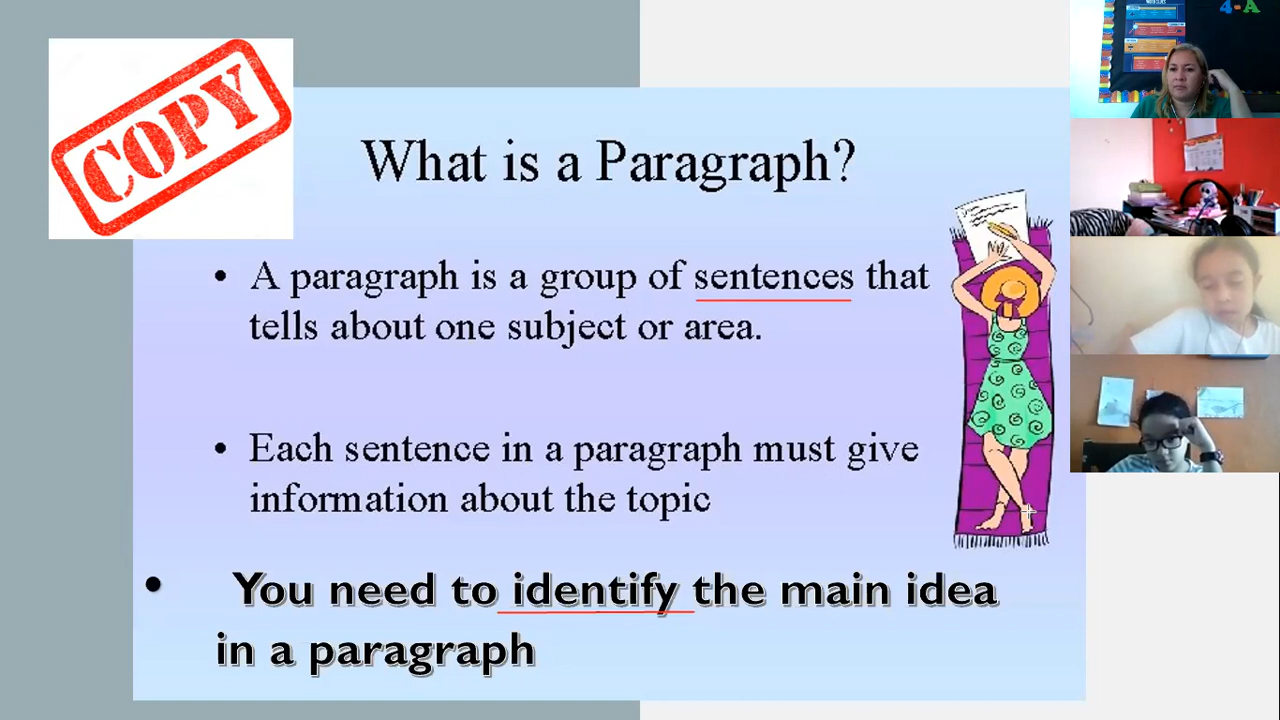 COPY
What is a Paragraph?
• A paragraph is a group of sentences that
tells about one subject or area.
• Each sentence in a paragraph must give
information about the topic
• You need to identify the main idea
in a paragraph
4-A